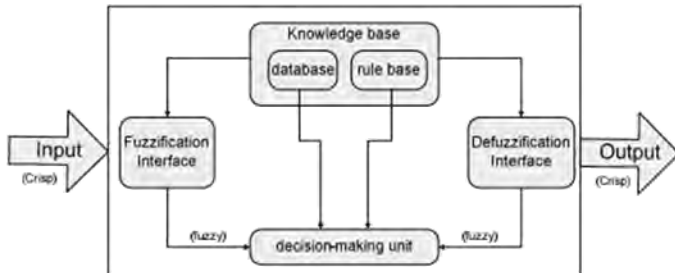 Knowledge base
database
rule base
Input
(Crisp)
Fuzzification
Interface
Defuzzification
Interface
Output
(Crisp)
(fuzzy)
decision-making unit
(fuzzy)